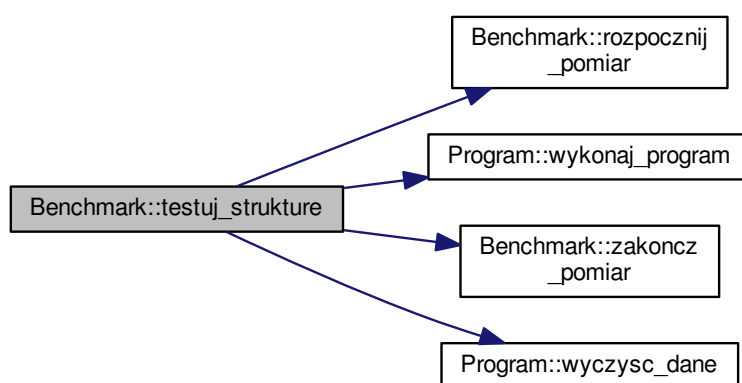 Benchmark::rozpocznij
_pomiar
Program::wykonaj_program
Benchmark::testuj_strukture
Benchmark::zakoncz
_pomiar
Program::wyczysc_dane